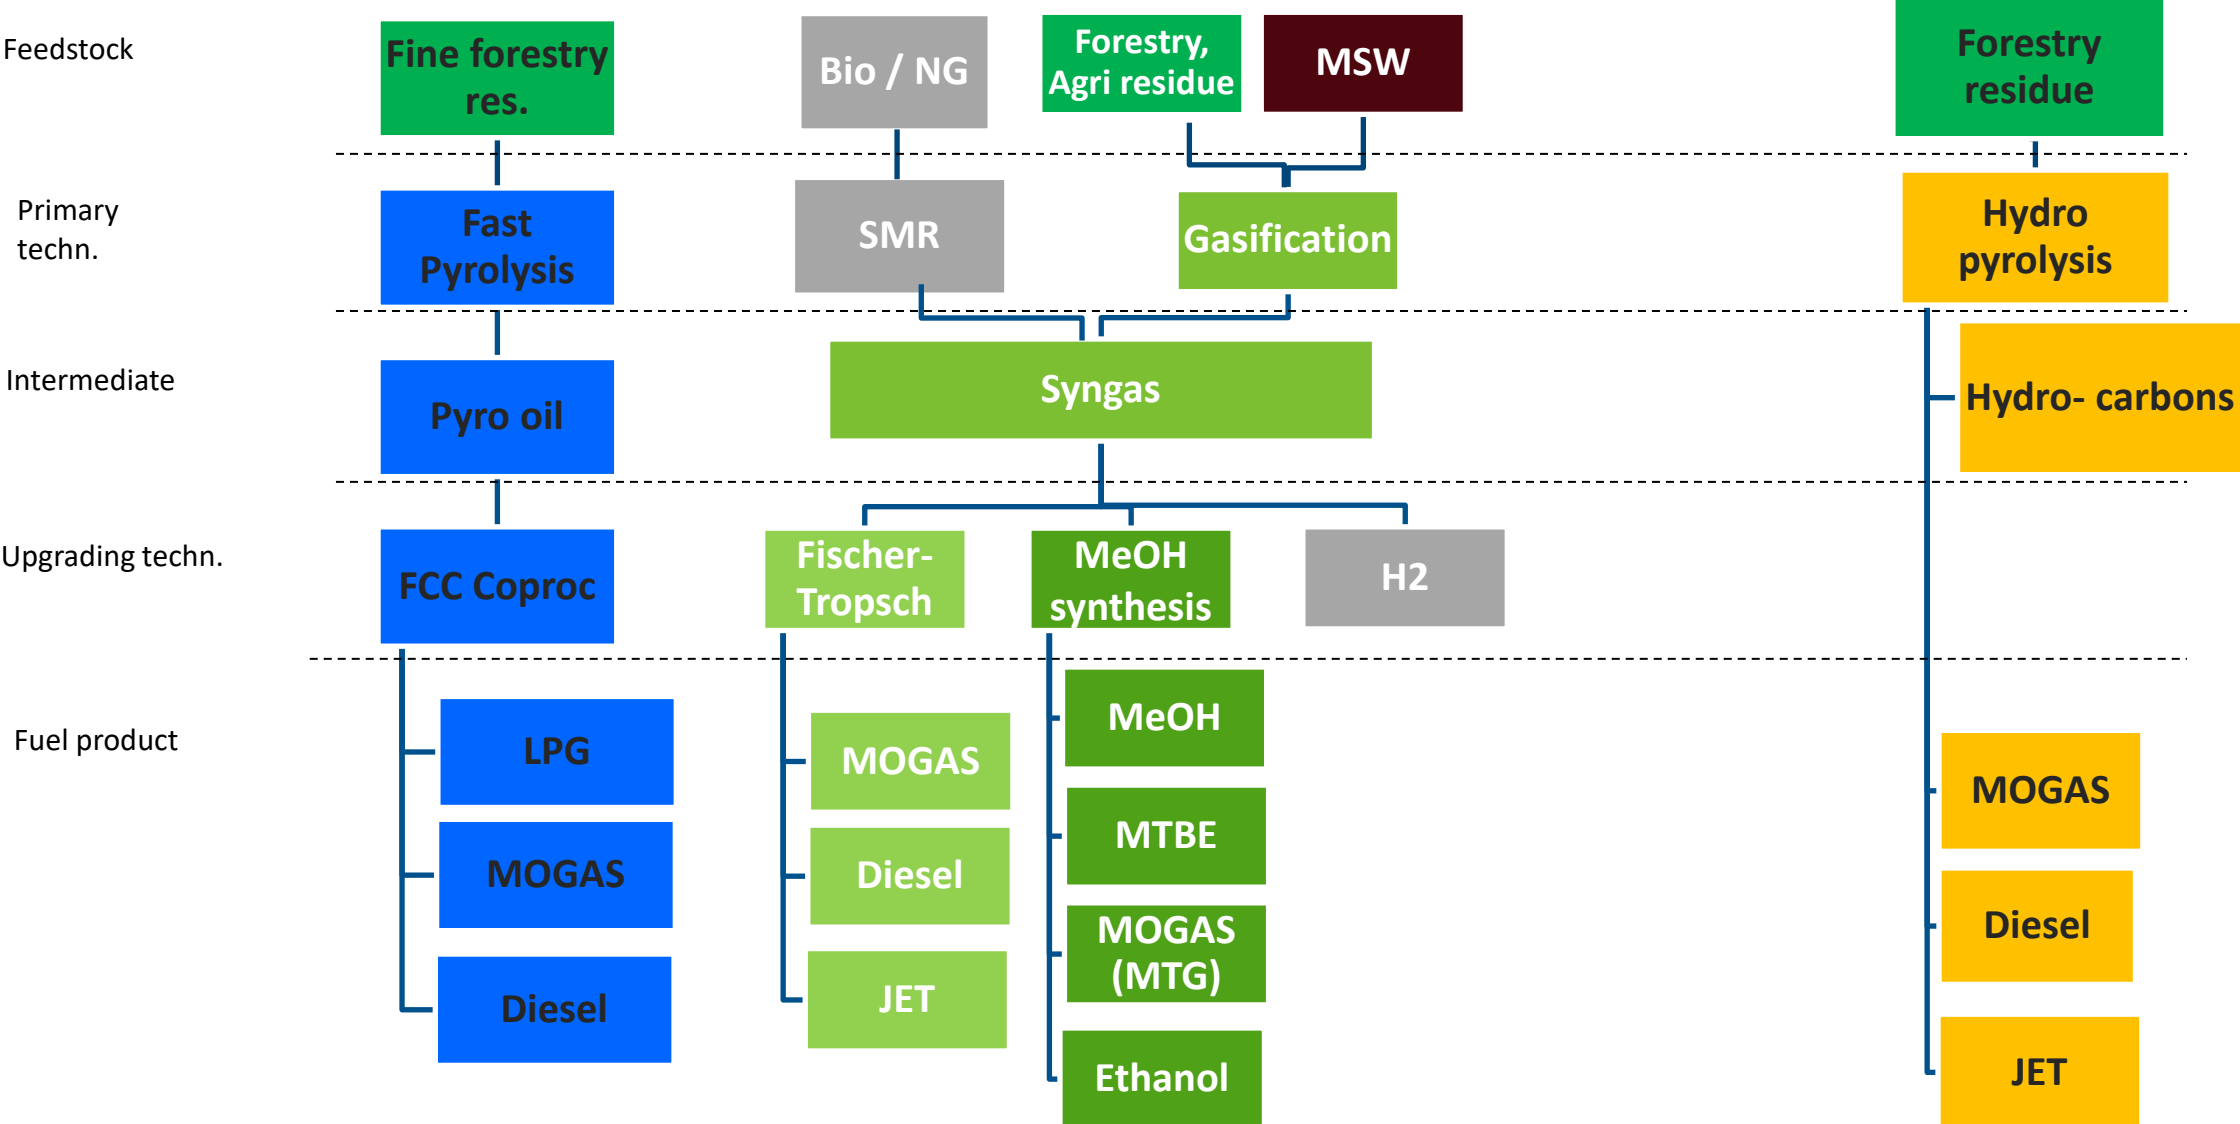 Feedstock
Fine forestry
res.
Bio / NG
Forestry,
Agri residue
MSW
Forestry
residue
Primary
techn.
Fast
Pyrolysis
SMR
Gasification
Hydro
pyrolysis
Intermediate
Pyro oil
Syngas
Hydro- carbons
Upgrading techn.
FCC Coproc
Fischer-
Tropsch
MeOH
synthesis
H2
Fuel product
LPG
MOGAS
Diesel
MOGAS
Diesel
JET
MeOH
MTBE
MOGAS
(MTG)
Ethanol
MOGAS
Diesel
JET